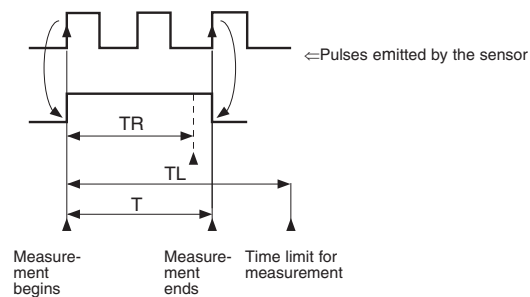 ⇐Pulses emitted by the sensor
TR
TL
T
Measure-
ment
begins
Measure-
ment
ends
Time limit for
measurement